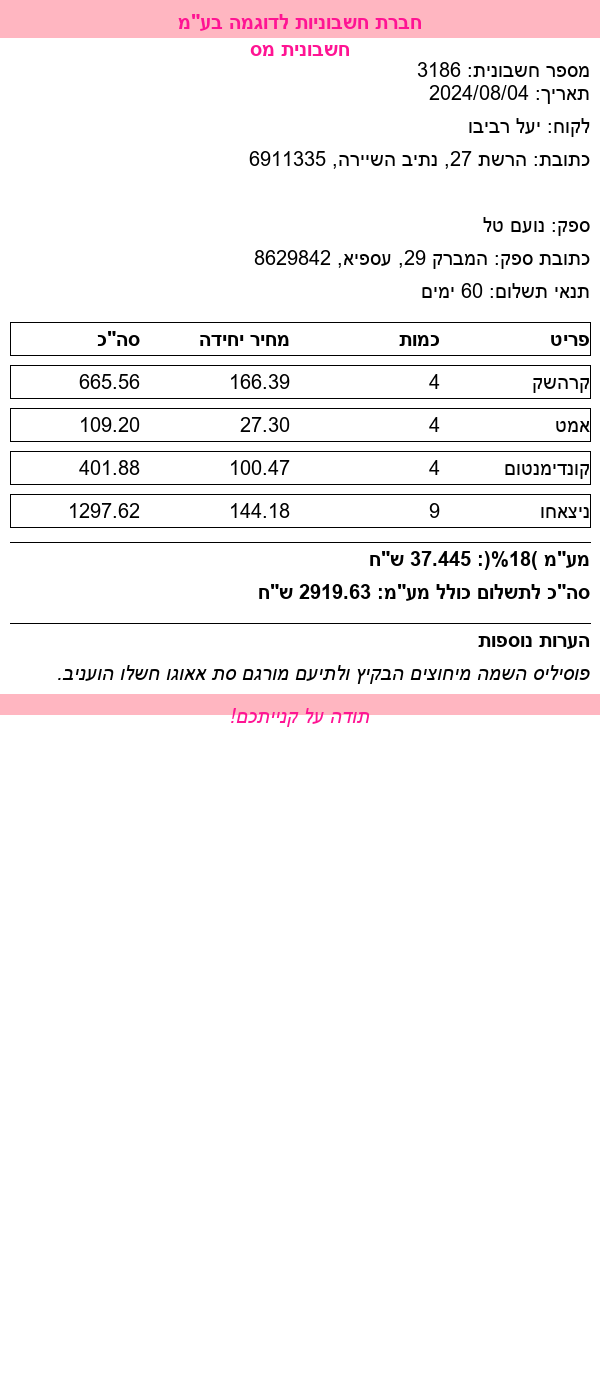 חברת חשבוניות לדוגמה בע"מ
חשבונית מס
מספר חשבונית: 3186
תאריך: 2024/08/04
לקוח: יעל רביבו
כתובת: הרשת 27, נתיב השיירה, 6911335
ספק: נועם טל
כתובת ספק: המברק 29, עספיא, 8629842
תנאי תשלום: 60 ימים
פריט כמות מחיר יחידה סה"כ
קרהשק 4 166.39 665.56
אמט 4 27.30 109.20
קונדימנטום 4 100.47 401.88
ניצאחו 9 144.18 1297.62
מע"מ )18%(: 37.445 ש"ח
סה"כ לתשלום כולל מע"מ: 2919.63 ש"ח
הערות נוספות
פוסיליס השמה מיחוצים הבקיץ ולתיעם מורגם סת אאוגו חשלו הועניב.
תודה על קנייתכם!